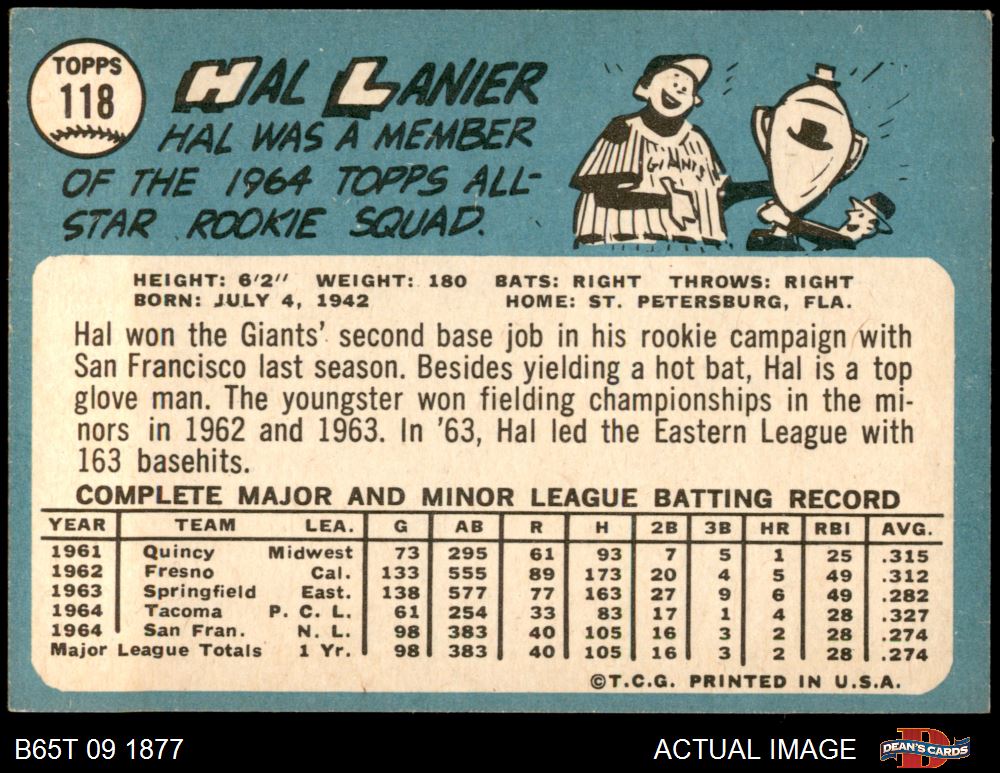 TOPPS
118
HAL LANIER
HAL WAS A MEMBER
OF THE 1964 TOPPS ALL-
STAR ROOKIE SQUAD.
GIANTS
HEIGHT: 6'2" WEIGHT: 180 BATS: RIGHT THROWS: RIGHT
BORN: JULY 4, 1942 HOME: ST. PETERSBURG, FLA.
Hal won the Giants' second base job in his rookie campaign with
San Francisco last season. Besides yielding a hot bat, Hal is a top
glove man. The youngster won fielding championships in the mi-
nors in 1962 and 1963. In '63, Hal led the Eastern League with
163 basehits.
COMPLETE MAJOR AND MINOR LEAGUE BATTING RECORD
YEAR TEAM LEA. G AB R H 2B 3B HR RBI AVG.
1961 Quincy Midwest 73 295 61 93 7 5 1 25 .315
1962 Fresno Cal. 133 555 89 173 20 4 5 49 .312
1963 Springfield East. 138 577 77 163 27 9 6 49 .282
1964 Tacoma P. C. L. 61 254 33 83 17 1 4 28 .327
1964 San Fran. N. L. 98 383 40 105 16 3 2 28 .274
Major League Totals 1 Yr. 98 383 40 105 16 3 2 28 .274
©T.C.G. PRINTED IN U.S.A.
B65T 09 1877 ACTUAL IMAGE DEAN'S CARDS